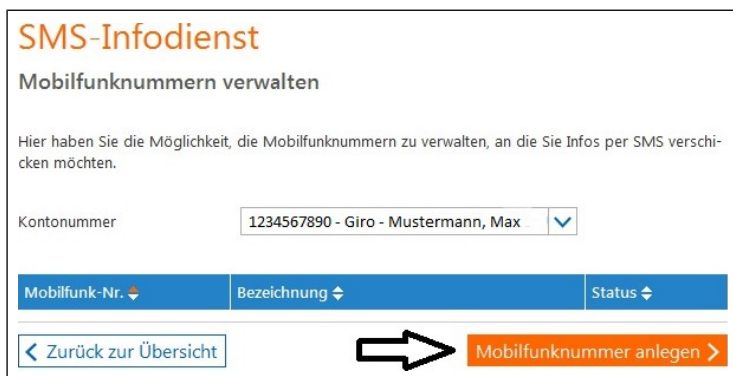 SMS-Infodienst
Mobilfunknummern verwalten
Hier haben Sie die Möglichkeit, die Mobilfunknummern zu verwalten, an die Sie Infos per SMS verschi-
cken möchten.
Kontonummer 1234567890 - Giro - Mustermann, Max
Mobilfunk-Nr. Bezeichnung Status
Zurück zur Übersicht Mobilfunknummer anlegen